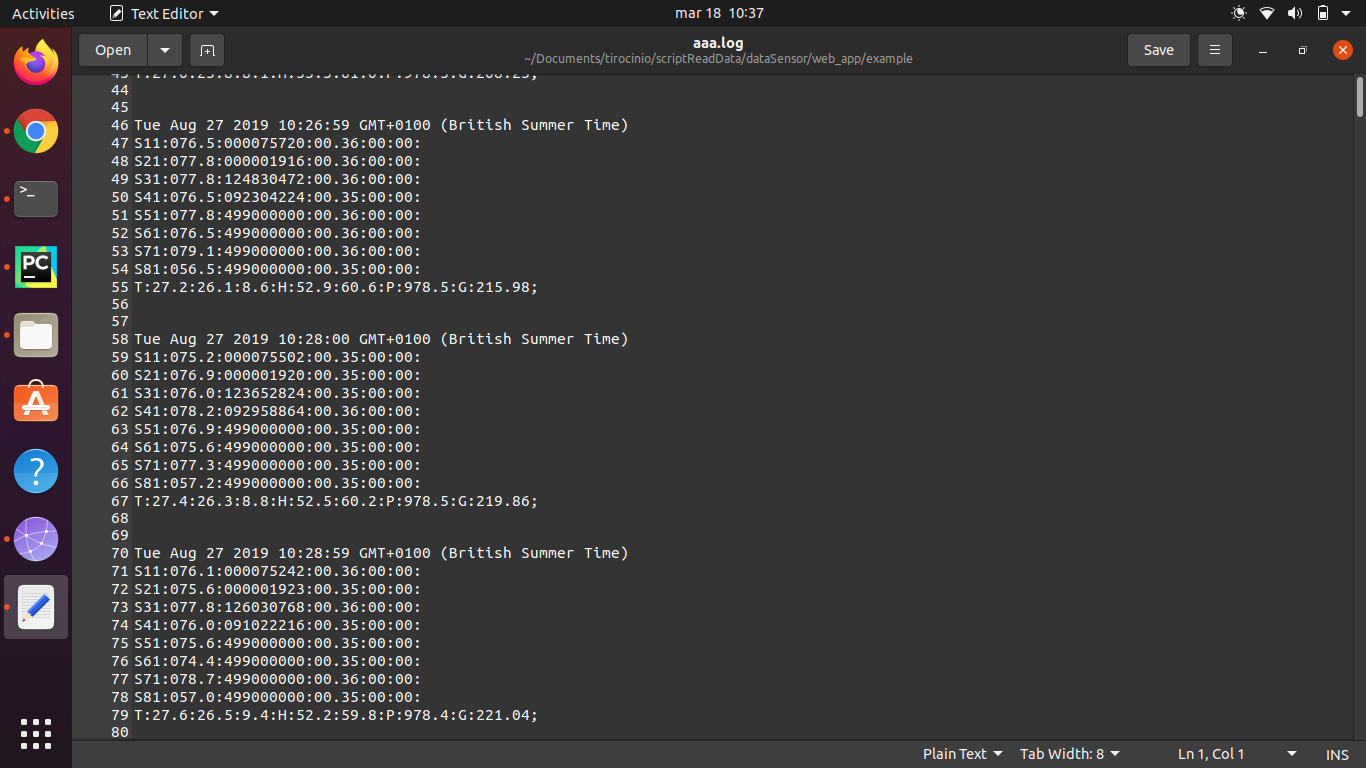 Activities Text Editor mar 18 10:37
Open aaa.log Save
~/Documents/tirocinio/scriptReadData/dataSensor/web_app/example
44
45
46 Tue Aug 27 2019 10:26:59 GMT+0100 (British Summer Time)
47 S11:076.5:000075720:00.36:00:00:
48 S21:077.8:000001916:00.36:00:00:
49 S31:077.8:124830472:00.36:00:00:
50 S41:076.5:092304224:00.35:00:00:
51 S51:077.8:499000000:00.36:00:00:
52 S61:076.5:499000000:00.36:00:00:
53 S71:079.1:499000000:00.36:00:00:
54 S81:056.5:499000000:00.35:00:00:
55 T:27.2:26.1:8.6:H:52.9:60.6:P:978.5:G:215.98;
56
57
58 Tue Aug 27 2019 10:28:00 GMT+0100 (British Summer Time)
59 S11:075.2:000075502:00.35:00:00:
60 S21:076.9:000001920:00.35:00:00:
61 S31:076.0:123652824:00.35:00:00:
62 S41:078.2:092958864:00.36:00:00:
63 S51:076.9:499000000:00.35:00:00:
64 S61:075.6:499000000:00.35:00:00:
65 S71:077.3:499000000:00.35:00:00:
66 S81:057.2:499000000:00.35:00:00:
67 T:27.4:26.3:8.8:H:52.5:60.2:P:978.5:G:219.86;
68
69
70 Tue Aug 27 2019 10:28:59 GMT+0100 (British Summer Time)
71 S11:076.1:000075242:00.36:00:00:
72 S21:075.6:000001923:00.35:00:00:
73 S31:077.8:126030768:00.36:00:00:
74 S41:076.0:091022216:00.35:00:00:
75 S51:075.6:499000000:00.35:00:00:
76 S61:074.4:499000000:00.35:00:00:
77 S71:078.7:499000000:00.36:00:00:
78 S81:057.0:499000000:00.35:00:00:
79 T:27.6:26.5:9.4:H:52.2:59.8:P:978.4:G:221.04;
80
Plain Text Tab Width: 8 Ln 1, Col 1 INS